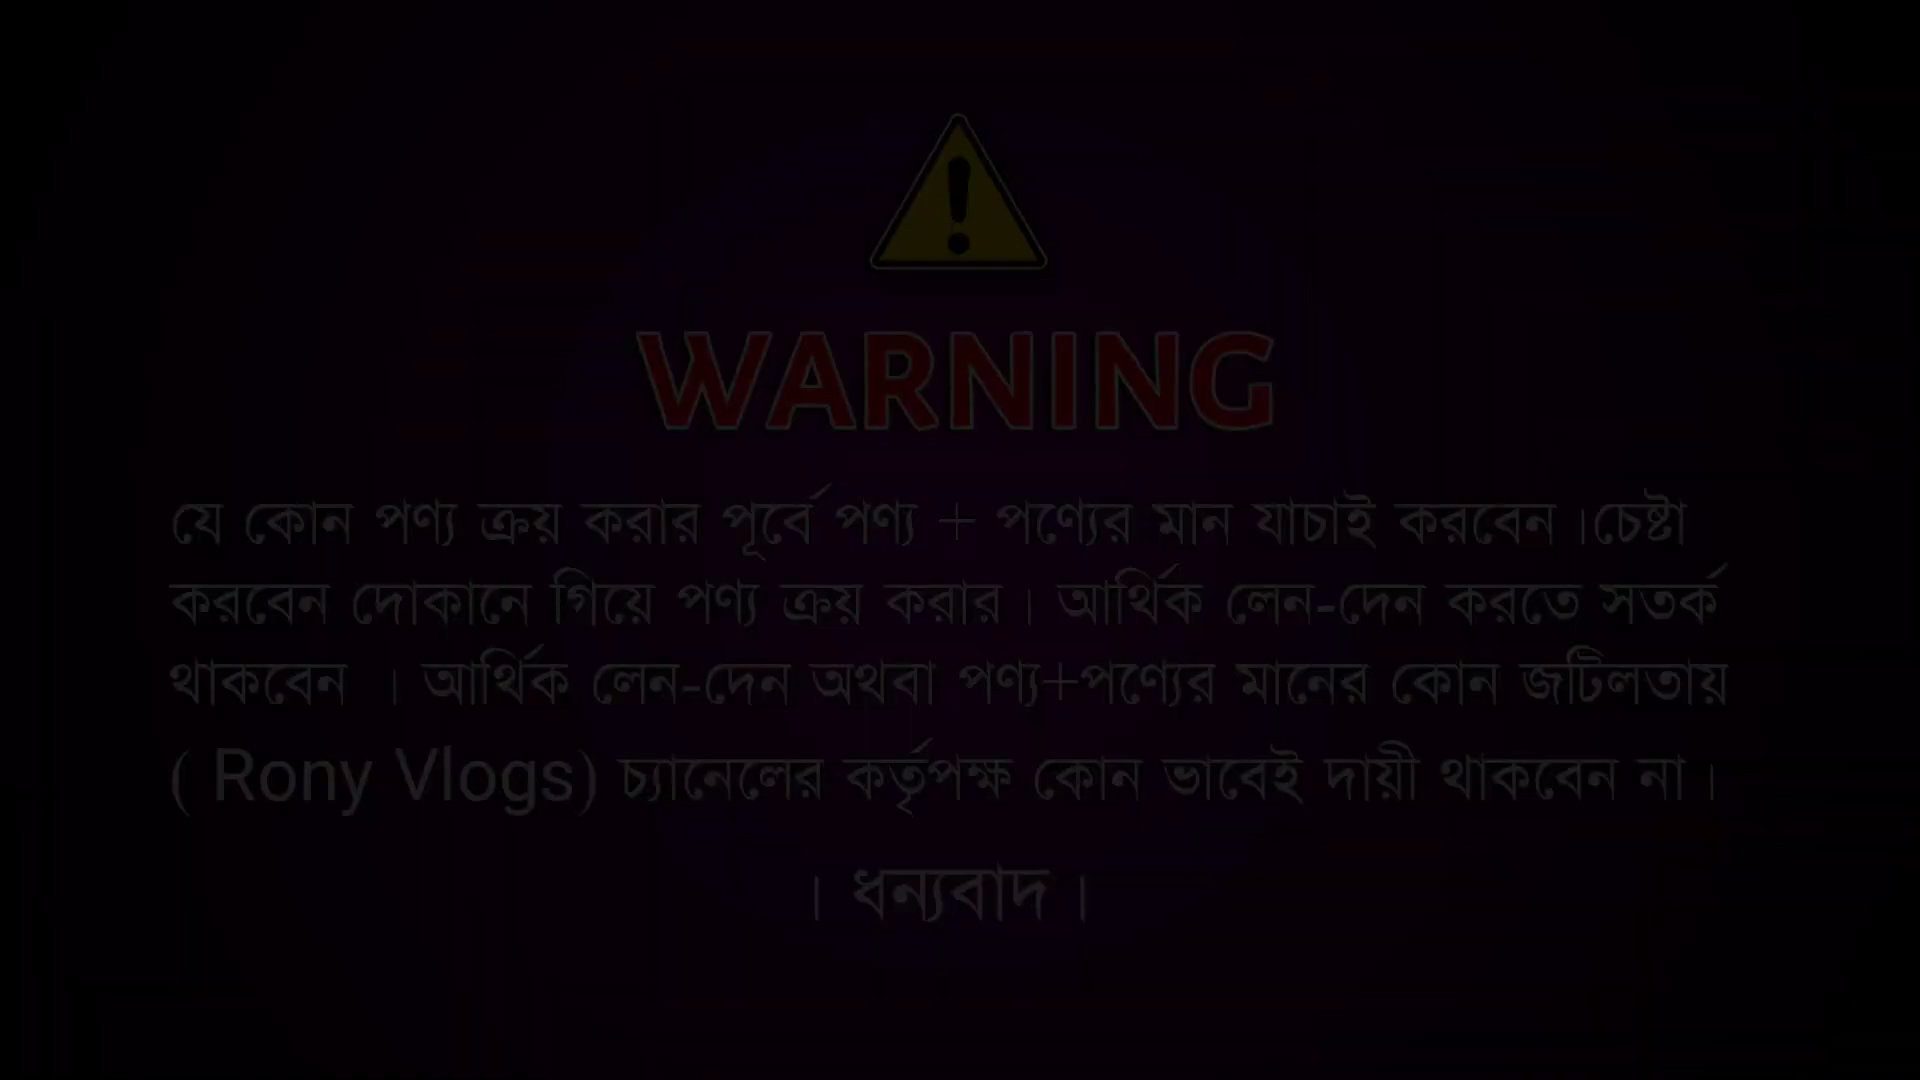 WARNING
যে কোন পণ্য ক্রয় করার পূর্বে পণ্য + পণ্যের মান যাচাই করবেন ।চেষ্টা
করবেন দোকানে গিয়ে পণ্য ক্রয় করার । আর্থিক লেন-দেন করতে সতর্ক
থাকবেন । আর্থিক লেন-দেন অথবা পণ্য+পণ্যের মানের কোন জটিলতায়
( Rony Vlogs) চ্যানেলের কর্তৃপক্ষ কোন ভাবেই দায়ী থাকবেন না ।
। ধন্যবাদ ।